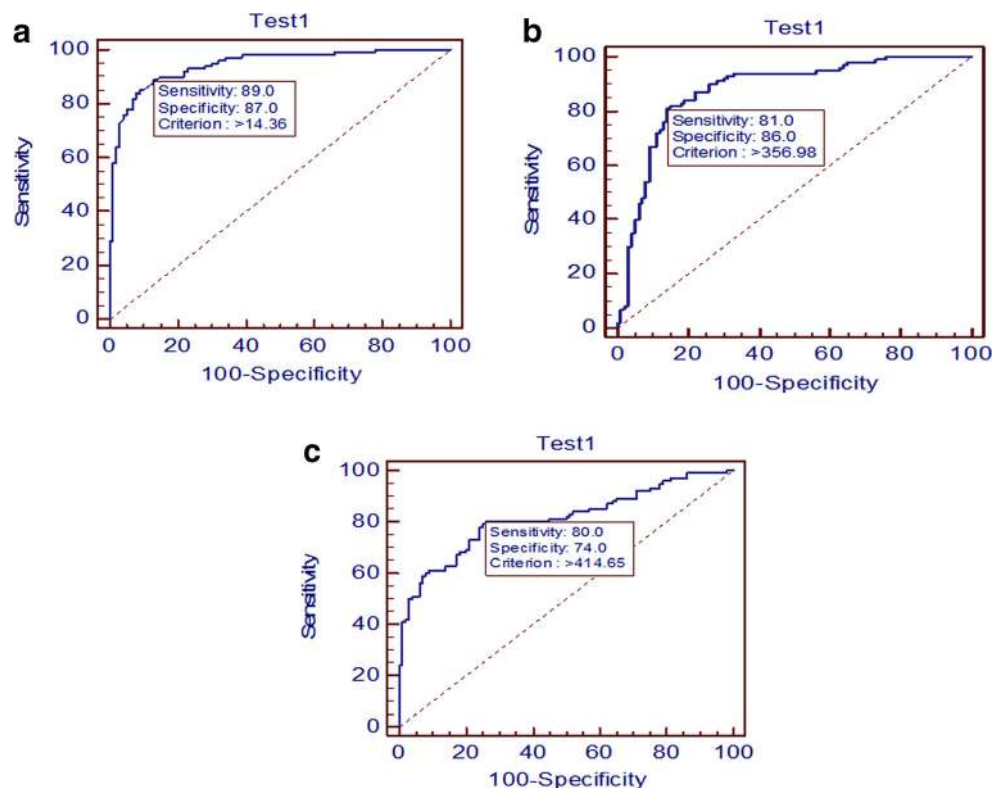 a
Test1
100
80
60
40
20
0
Sensitivity
Sensitivity: 89.0
Specificity: 87.0
Criterion : >14.36
0 20 40 60 80 100
100-Specificity
b
Test1
100
80
60
40
20
0
Sensitivity
Sensitivity: 81.0
Specificity: 86.0
Criterion : >356.98
0 20 40 60 80 100
100-Specificity
c
Test1
100
80
60
40
20
0
Sensitivity
Sensitivity: 80.0
Specificity: 74.0
Criterion : >414.65
0 20 40 60 80 100
100-Specificity